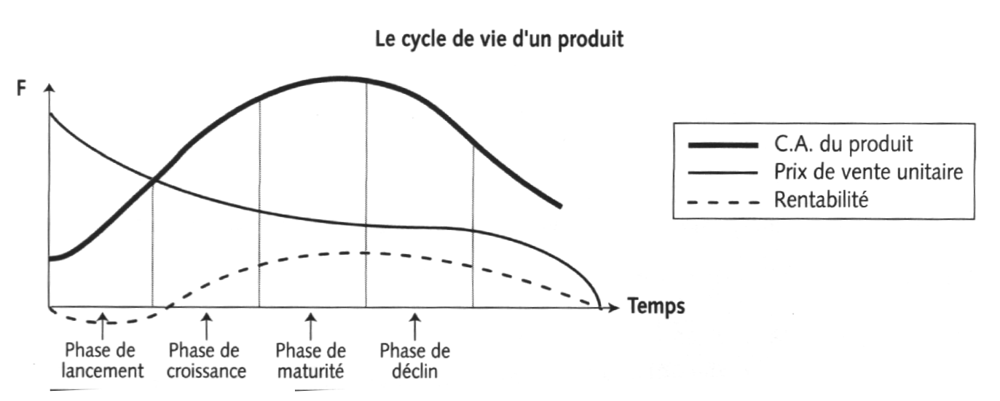 Le cycle de vie d'un produit
F
C.A. du produit
Prix de vente unitaire
Rentabilité
Temps
Phase de
lancement
Phase de
croissance
Phase de
maturité
Phase de
déclin